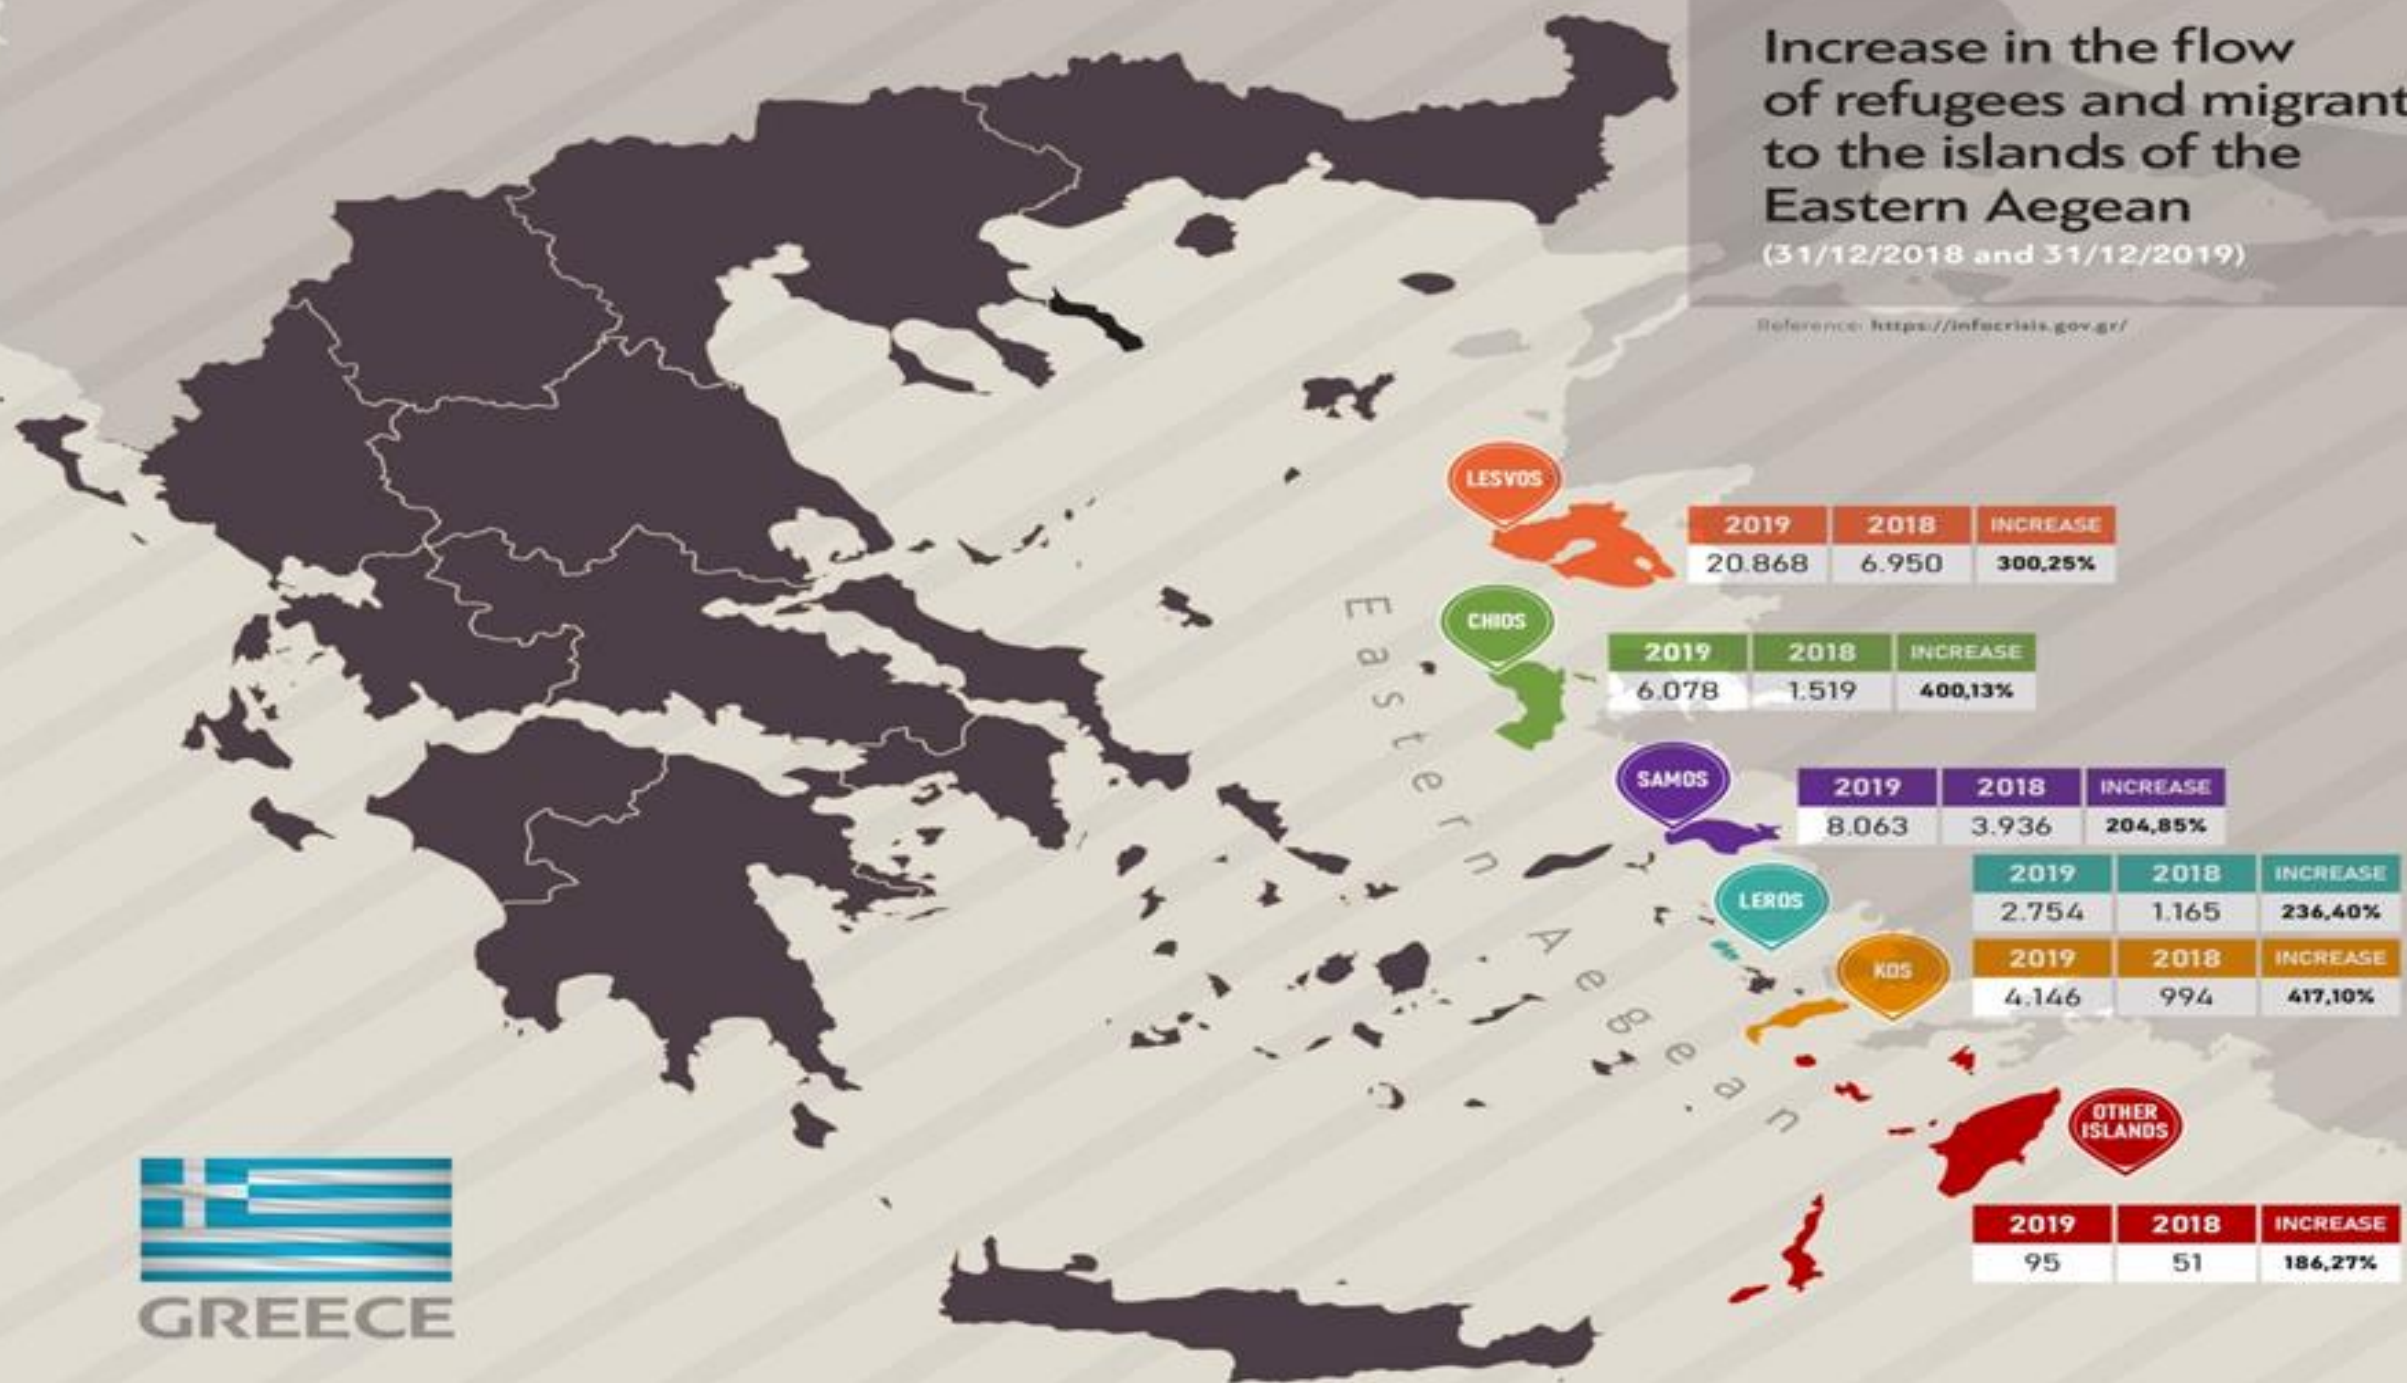 Increase in the flow
of refugees and migrant
to the islands of the
Eastern Aegean
(31/12/2018 and 31/12/2019)
Reference: https://infocrisis.gov.gr/
LESVOS
2019 2018 INCREASE
20.868 6.950 300,25%
CHIOS
2019 2018 INCREASE
6.078 1.519 400,13%
SAMOS
2019 2018 INCREASE
8.063 3.936 204,85%
LEROS
2019 2018 INCREASE
2.754 1.165 236,40%
KOS
2019 2018 INCREASE
4.146 994 417,10%
Eastern Aegean
OTHER
ISLANDS
2019 2018 INCREASE
95 51 186,27%
GREECE